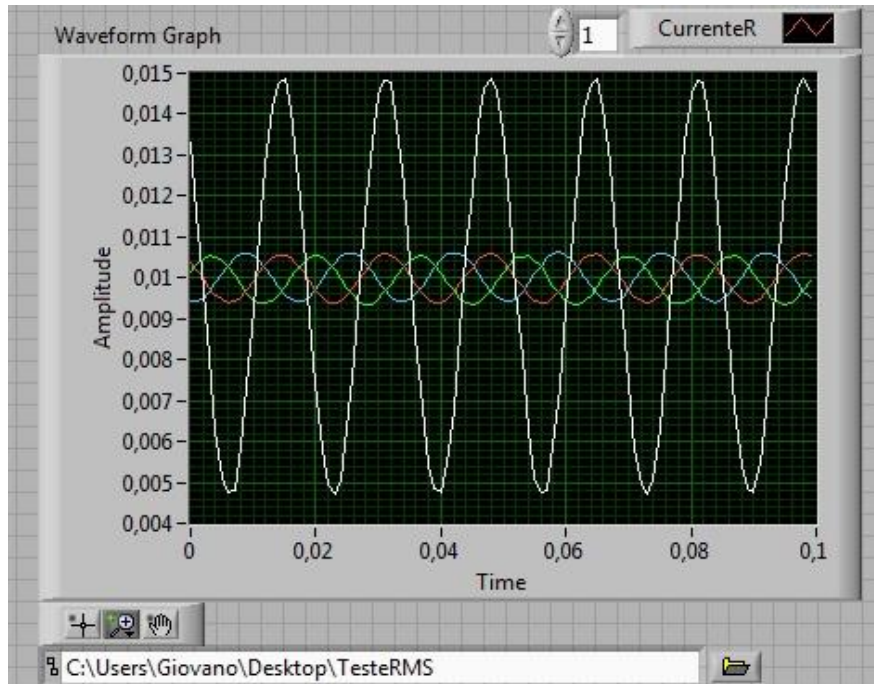 Waveform Graph
1
CurrenteR
0,015
0,014
0,013
0,012
0,011
0,01
0,009
0,008
0,007
0,006
0,005
0,004
Amplitude
0 0,02 0,04 0,06 0,08 0,1
Time
C:\Users\Giovano\Desktop\TesteRMS